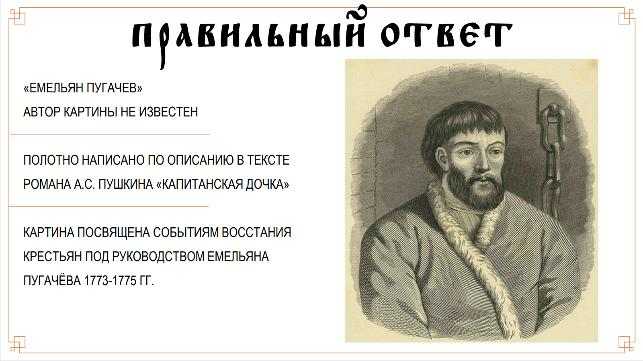 ПРАВИЛЬНЫЙ ОТВЕТ
«ЕМЕЛЬЯН ПУГАЧЕВ»
АВТОР КАРТИНЫ НЕ ИЗВЕСТЕН
ПОЛОТНО НАПИСАНО ПО ОПИСАНИЮ В ТЕКСТЕ
РОМАНА А.С. ПУШКИНА «КАПИТАНСКАЯ ДОЧКА»
КАРТИНА ПОСВЯЩЕНА СОБЫТИЯМ ВОССТАНИЯ
КРЕСТЬЯН ПОД РУКОВОДСТВОМ ЕМЕЛЬЯНА
ПУГАЧЁВА 1773-1775 ГГ.